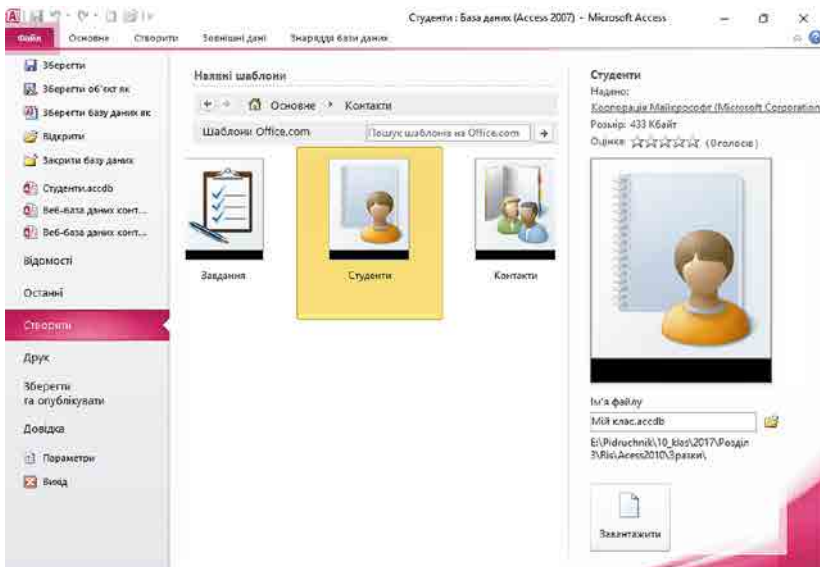 Студенти : База даних (Access 2007) - Microsoft Access
Файл Основне Створити Зовнішні дані Знаряддя бази даних
Зберегти
Зберегти об'єкт як
Зберегти базу даних як
Відкрити
Закрити базу даних
Студенти.accdb
Веб-база даних конт...
Веб-база даних конт...
Відомості
Останні
Створити
Друк
Зберегти
та опублікувати
Довідка
Параметри
Вихід
Наявні шаблони
Основне Контакти
Шаблони Office.com Пошук шаблонів на Office.com
Завдання
Студенти
Контакти
Студенти
Надано:
Корпорація Майкрософт (Microsoft Corporation
Розмір: 433 Кбайт
Оцінка: (0 голосів)
Ім'я файлу
Мій клас.accdb
E:\Pidruchnik\10_klas\2017\Розділ
3\Ris\Acess2010\Зразки\
Завантажити